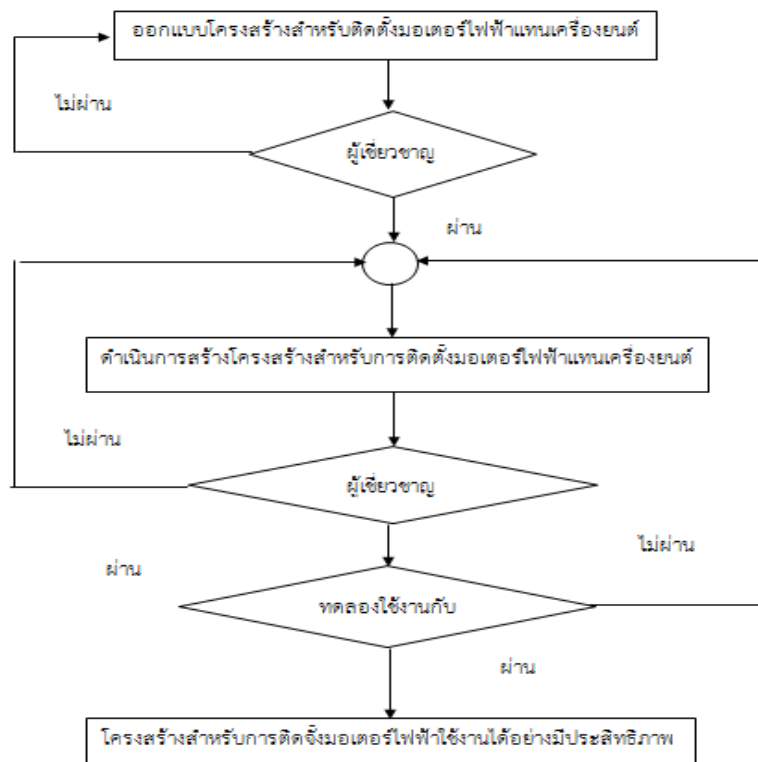 ออกแบบโครงสร้างสำหรับติดตั้งมอเตอร์ไฟฟ้าแทนเครื่องยนต์
ไม่ผ่าน
ผู้เชี่ยวชาญ
ผ่าน
ดำเนินการสร้างโครงสร้างสำหรับการติดตั้งมอเตอร์ไฟฟ้าแทนเครื่องยนต์
ไม่ผ่าน
ผู้เชี่ยวชาญ
ไม่ผ่าน
ผ่าน
ทดลองใช้งานกับ
ผ่าน
โครงสร้างสำหรับการติดจั้งมอเตอร์ไฟฟ้าใช้งานได้อย่างมีประสิทธิภาพ